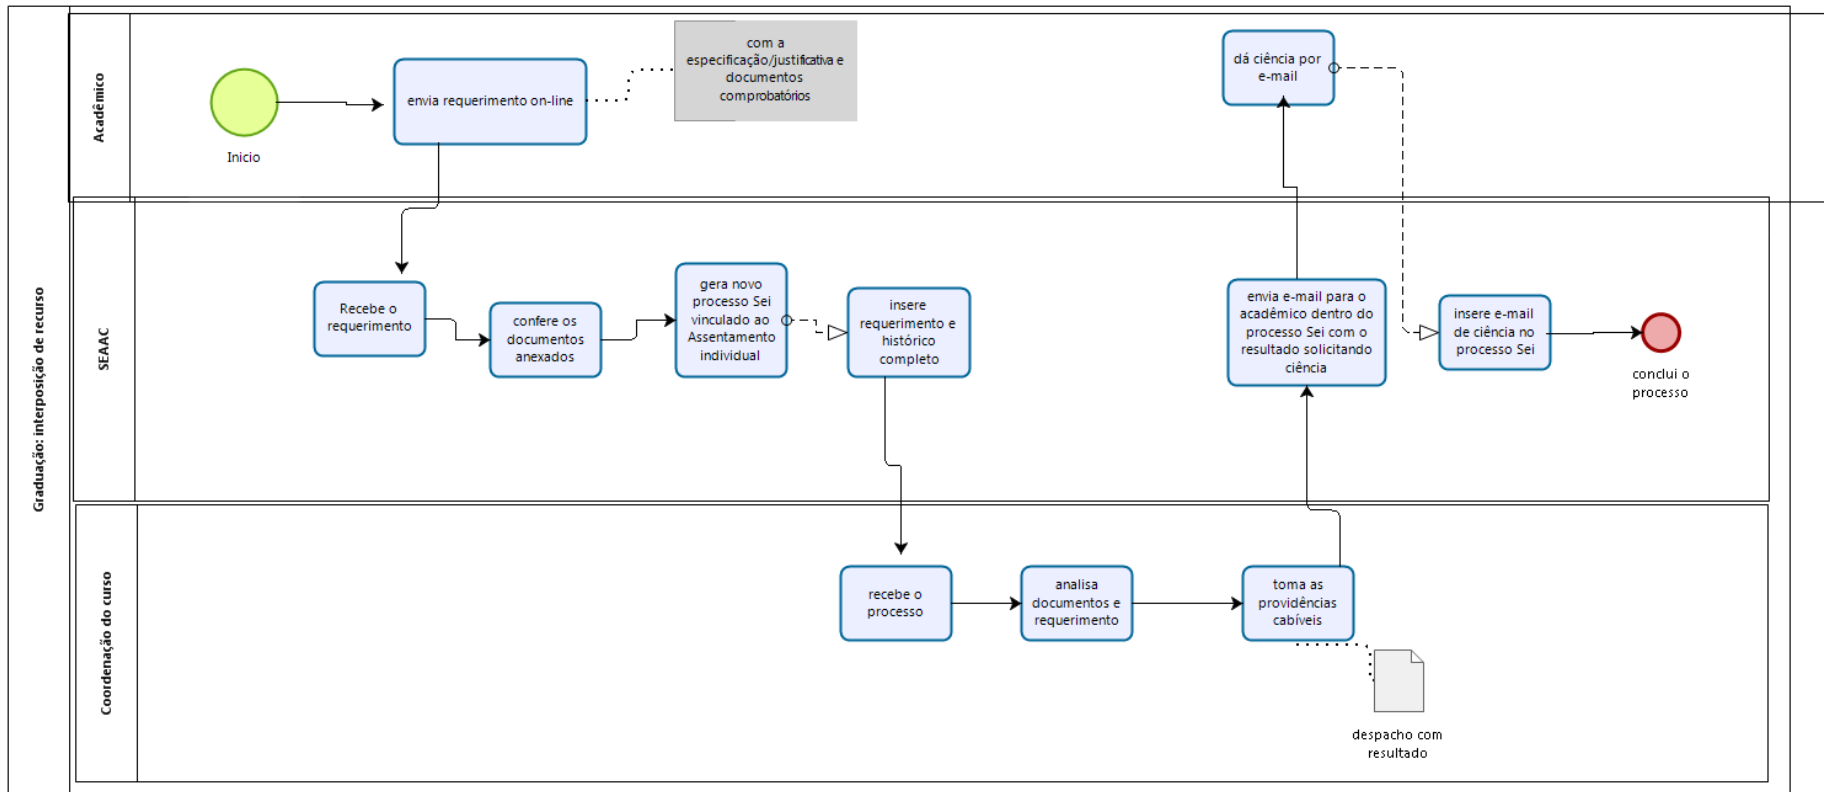 Graduação: interposição de recurso
Acadêmico
Inicio
envia requerimento on-line
com a
especificação/justificativa e
documentos
comprobatórios
dá ciência por
e-mail
SEAAC
Recebe o
requerimento
confere os
documentos
anexados
gera novo
processo Sei
vinculado ao
Assentamento
individual
insere
requerimento e
histórico
completo
envia e-mail para o
acadêmico dentro do
processo Sei com o
resultado solicitando
ciência
insere e-mail
de ciência no
processo Sei
conclui o
processo
Coordenação do curso
recebe o
processo
analisa
documentos e
requerimento
toma as
providências
cabíveis
despacho com
resultado